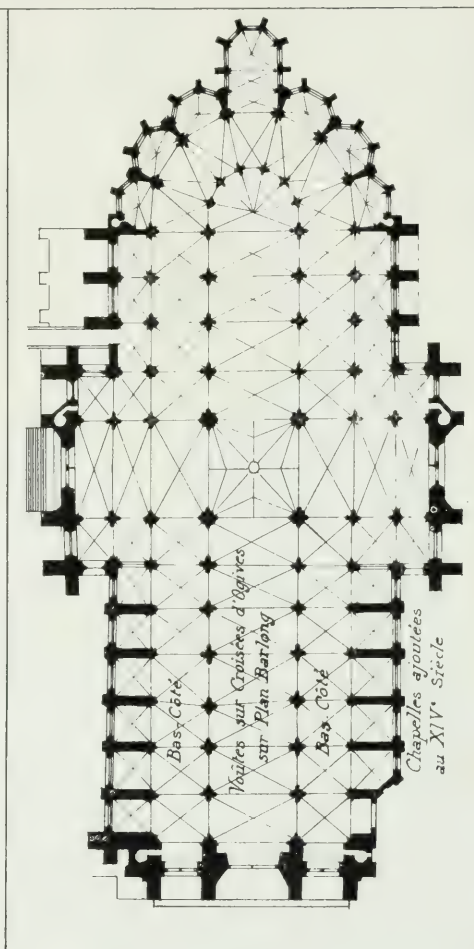 Bas-Côté
Voûtes sur Croisées d'Ogives
sur Plan Barlong
Bas Côté
Chapelles ajoutées
au XIVe Siècle